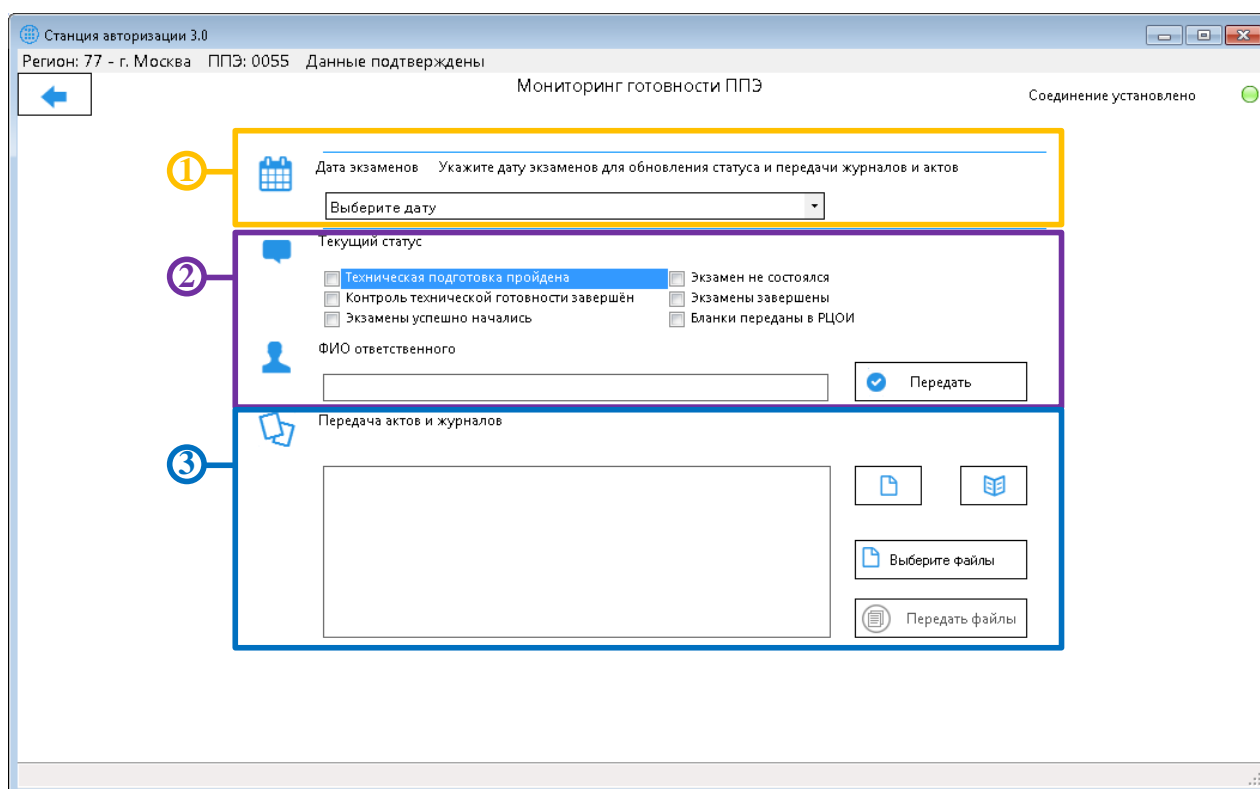 Станция авторизации 3.0
Регион: 77 - г. Москва ППЭ: 0055 Данные подтверждены
Мониторинг готовности ППЭ
Соединение установлено
1
Дата экзаменов Укажите дату экзаменов для обновления статуса и передачи журналов и актов
Выберите дату
2
Текущий статус
Техническая подготовка пройдена
Экзамен не состоялся
Контроль технической готовности завершён
Экзамены завершены
Экзамены успешно начались
Бланки переданы в РЦОИ
ФИО ответственного
Передать
3
Передача актов и журналов
Выберите файлы
Передать файлы